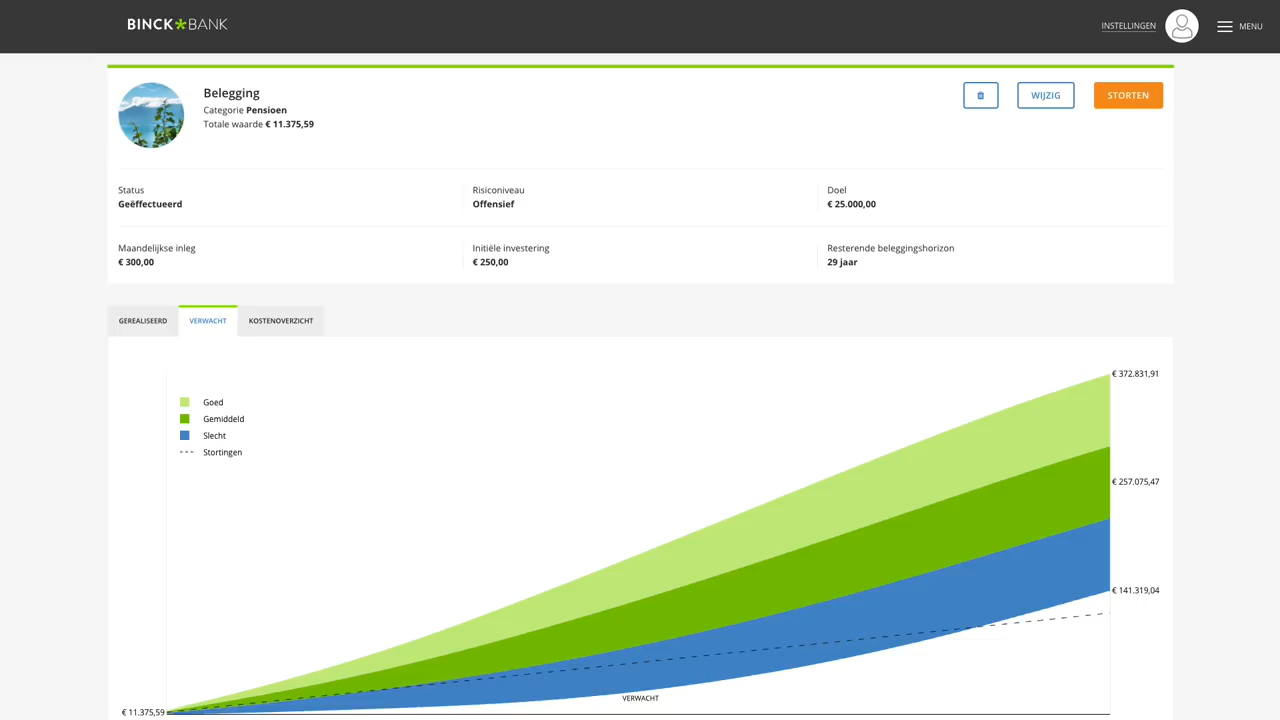 BINCK*BANK
INSTELLINGEN
MENU
Belegging
Categorie Pensioen
Totale waarde € 11.375,59
WIJZIG
STORTEN
Status
Geëffectueerd
Risiconiveau
Offensief
Doel
€ 25.000,00
Maandelijkse inleg
€ 300,00
Initiële investering
€ 250,00
Resterende beleggingshorizon
29 jaar
GEREALISEERD
VERWACHT
KOSTENOVERZICHT
Goed
Gemiddeld
Slecht
Stortingen
€ 372.831,91
€ 257.075,47
€ 141.319,04
VERWACHT
€ 11.375,59